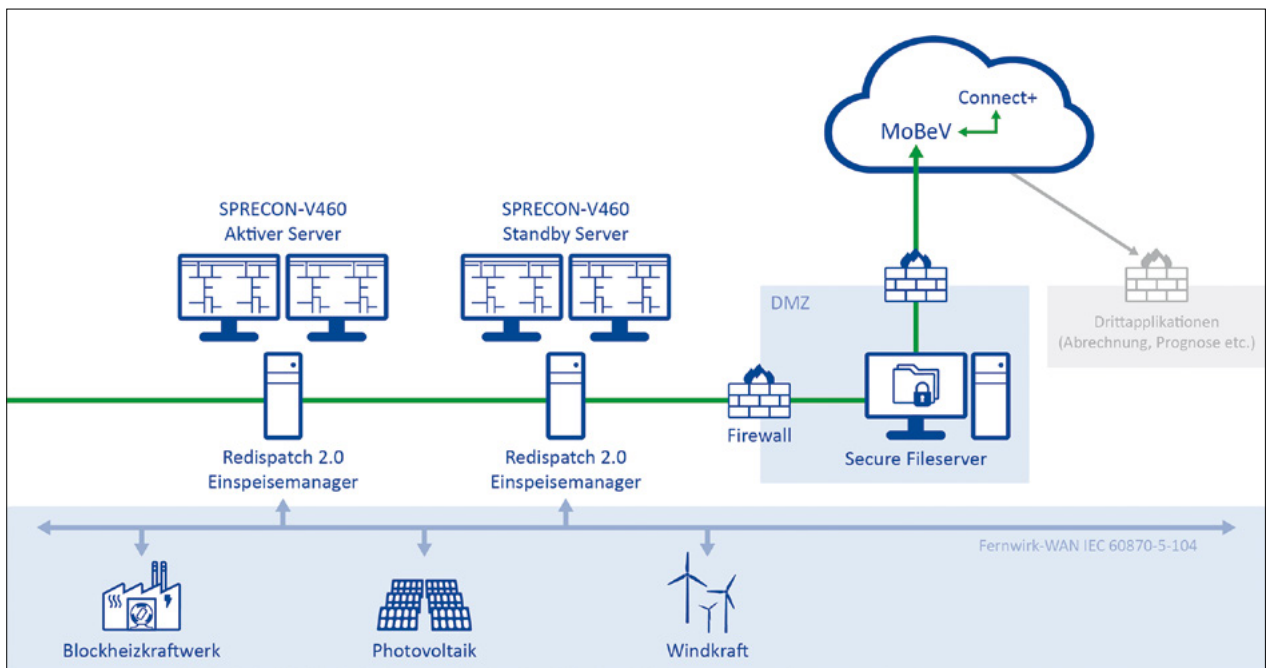 Connect+
MoBeV
SPRECON-V460
Aktiver Server
SPRECON-V460
Standby Server
DMZ
Drittapplikationen
(Abrechnung, Prognose etc.)
Firewall
Secure Fileserver
Redispatch 2.0
Einspeisemanager
Redispatch 2.0
Einspeisemanager
Fernwirk-WAN IEC 60870-5-104
Blockheizkraftwerk
Photovoltaik
Windkraft